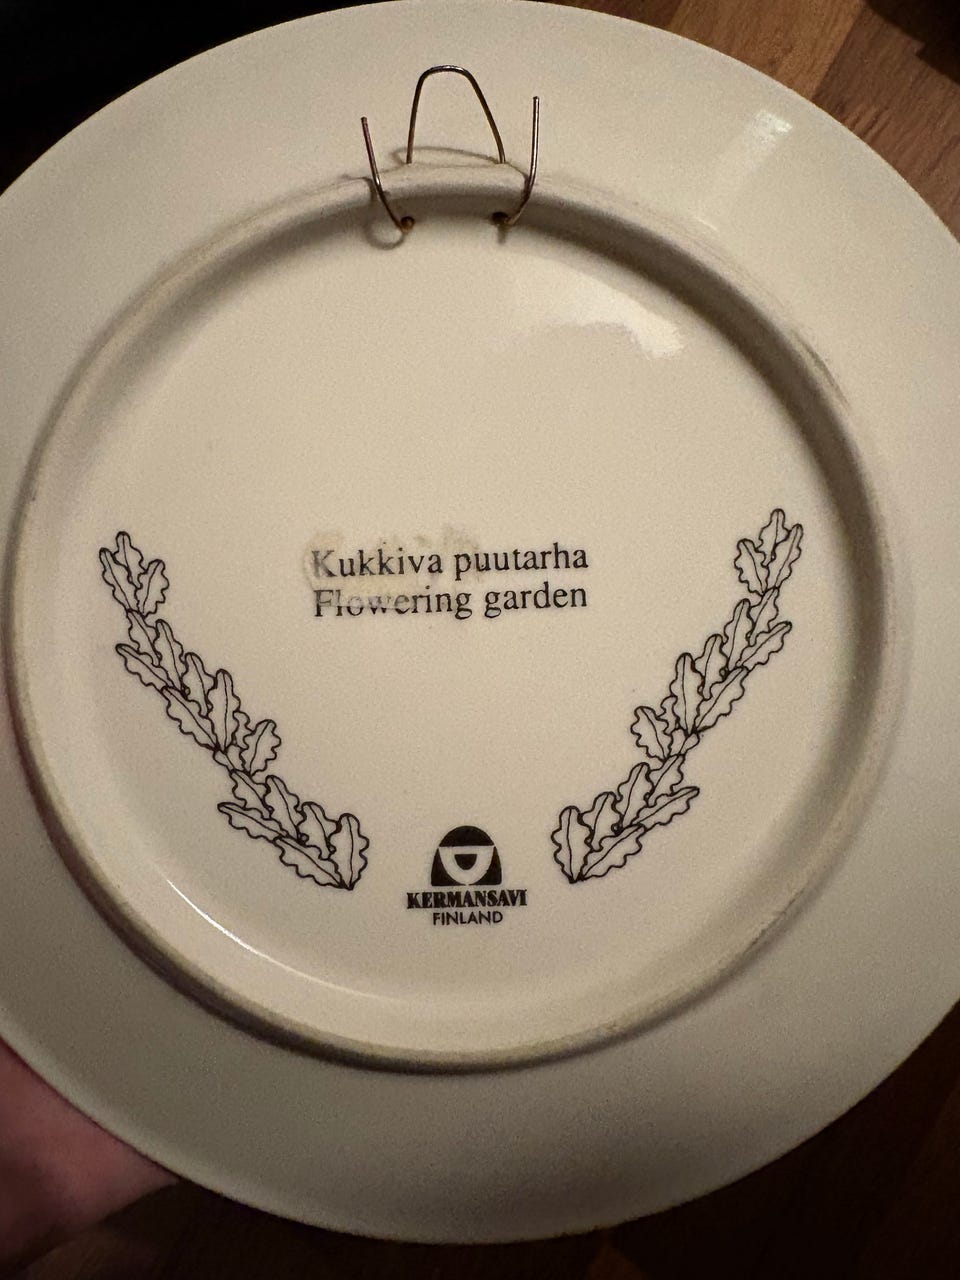 Kukkiva puutarha
Flowering garden
KERMANSAVI
FINLAND